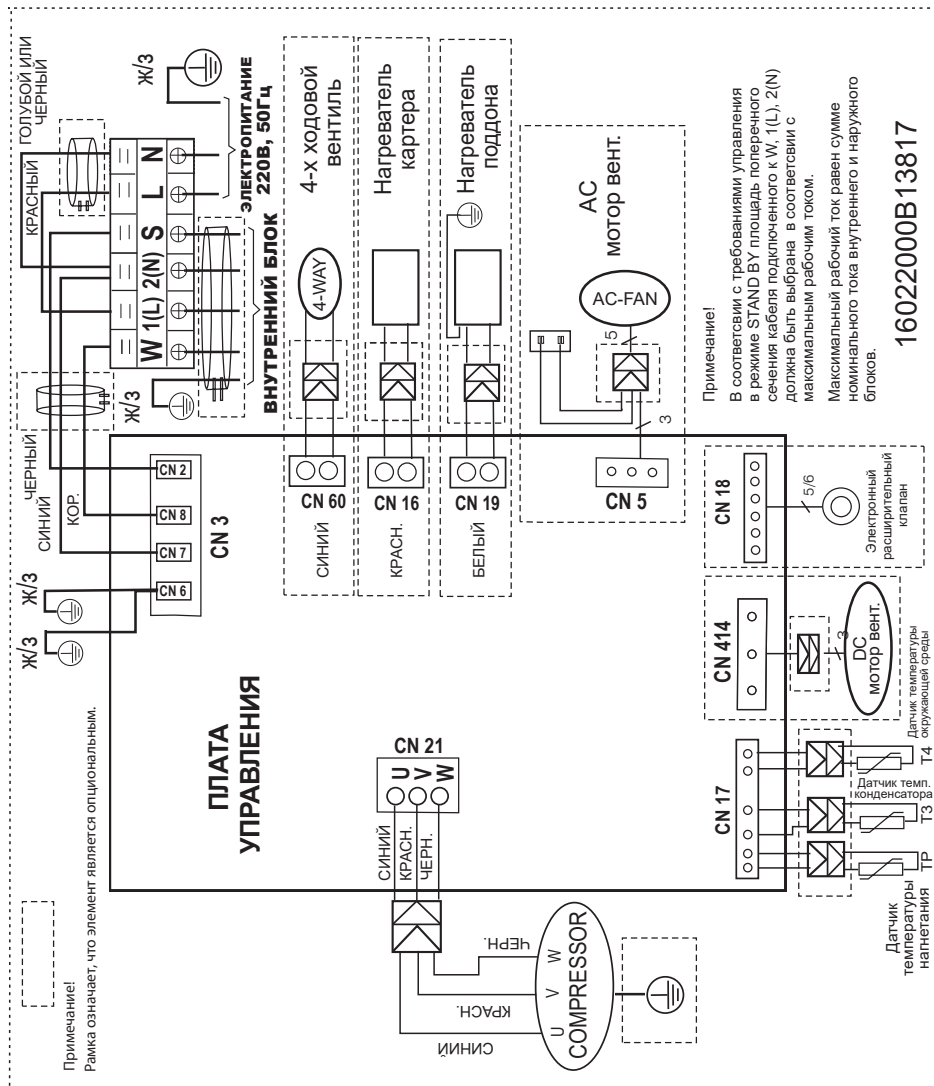 Примечание!
Рамка означает, что элемент является опциональным.
Ж/З
Ж/З
СИНИЙ
ЧЕРНЫЙ
КОР.
Ж/З
КРАСНЫЙ
ГОЛУБОЙ ИЛИ
ЧЕРНЫЙ
Ж/З
W 1(L) 2(N) S L N
ВНУТРЕННИЙ БЛОК
ЭЛЕКТРОПИТАНИЕ
220В, 50Гц
CN 6
CN 7
CN 8
CN 2
CN 3
ПЛАТА
УПРАВЛЕНИЯ
СИНИЙ
CN 60
4-WAY
4-х ходовой
вентиль
КРАСН.
CN 16
Нагреватель
картера
БЕЛЫЙ
CN 19
Нагреватель
поддона
CN 5
3
5
AC-FAN
AC
мотор вент.
CN 21
U
V
W
СИНИЙ
КРАСН.
ЧЕРН.
СИНИЙ
КРАСН.
ЧЕРН.
U
V
W
COMPRESSOR
CN 17
TP
T3
T4
Датчик
температуры
нагнетания
Датчик темп.
конденсатора
Датчик температуры
окружающей среды
CN 414
3
DC
мотор вент.
CN 18
5/6
Электронный
расширительный
клапан
Примечание!
В соответсвии с требованиями управления
в режиме STAND BY площадь поперечного
сечения кабеля подключенного к W, 1(L), 2(N)
должна быть выбрана в соответсвии с
максимальным рабочим током.
Максимальный рабочий ток равен сумме
номинального тока внутреннего и наружного
блоков.
16022000B13817